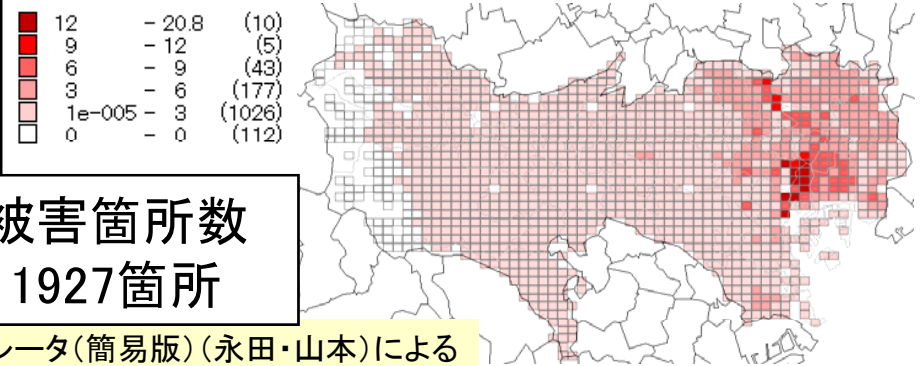 12 - 20.8 (10)
9 - 12 (5)
6 - 9 (43)
3 - 6 (177)
1e-005 - 3 (1026)
0 - 0 (112)
被害箇所数
1927箇所
レータ(簡易版)(永田・山本)による